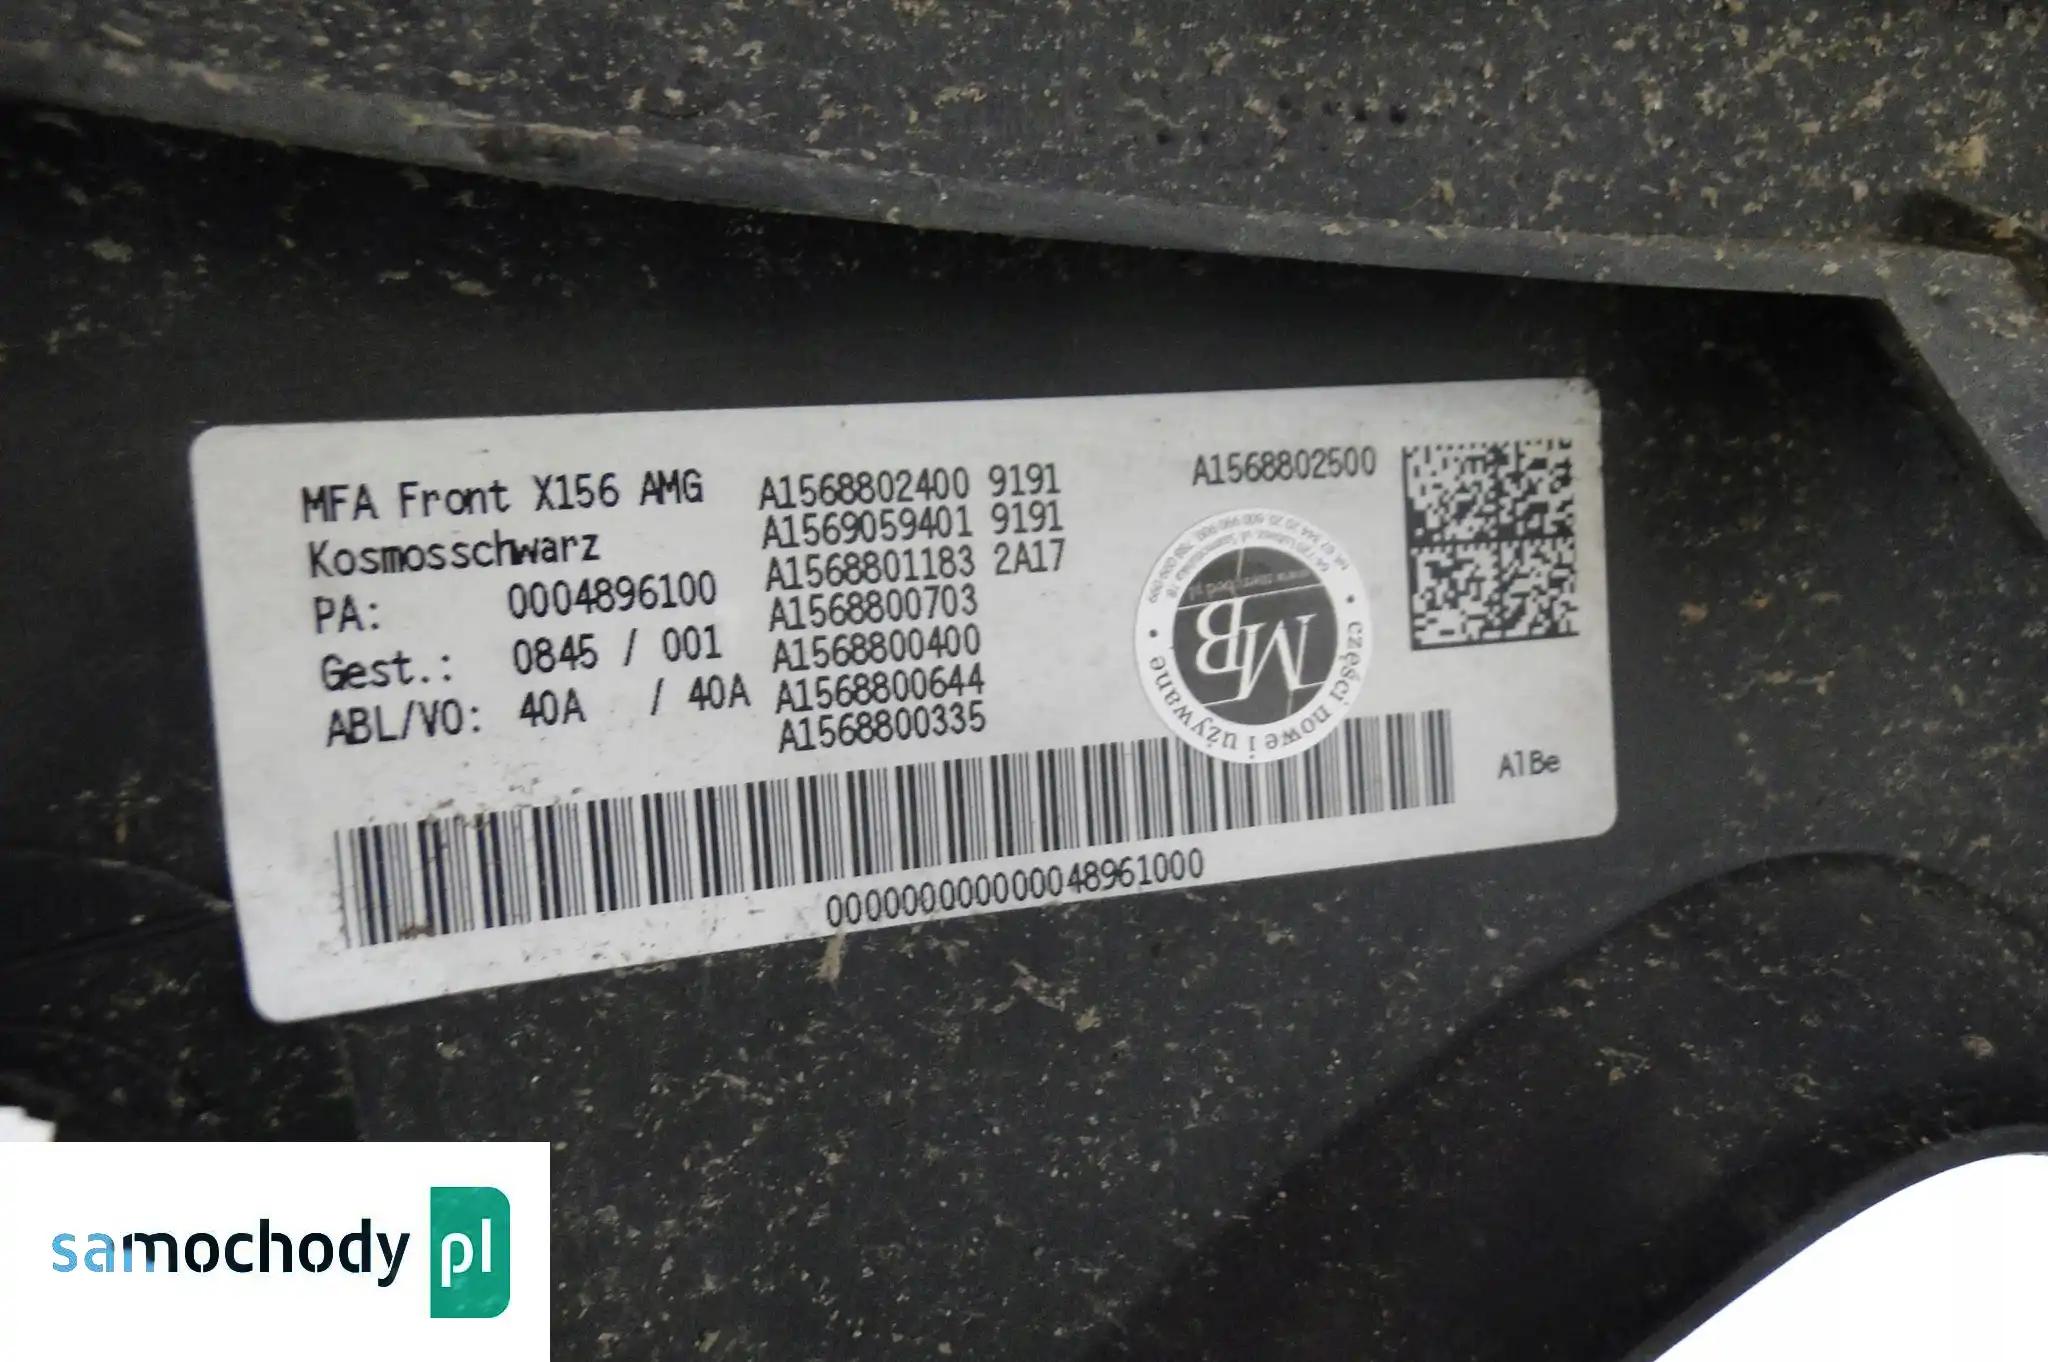 MFA Front X156 AMG
Kosmosschwarz
PA: 0004896100
Gest.: 0845 / 001
ABL/VO: 40A / 40A
A1568802400 9191
A1569059401 9191
A1568801183 2A17
A1568800703
A1568800400
A1568800644
A1568800335
A1568802500
MB
części nowe i używane
A1Be
000000000000048961000
samochody pl